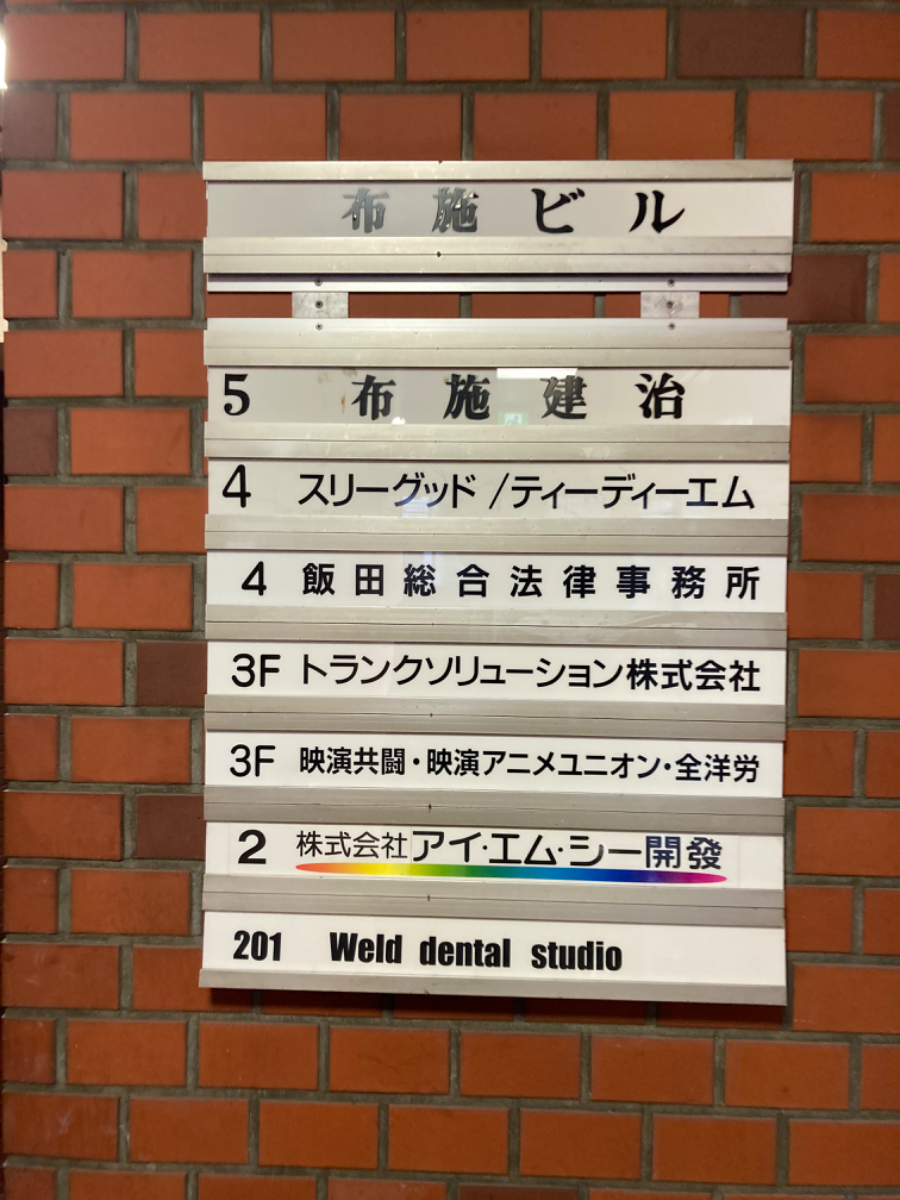 布施ビル
5 布施建治
4 スリーグッド /ティーディーエム
4 飯田総合法律事務所
3F トランクソリューション株式会社
3F 映演共闘・映演アニメユニオン・全洋労
2 株式会社アイ・エム・シー開發
201 Weld dental studio